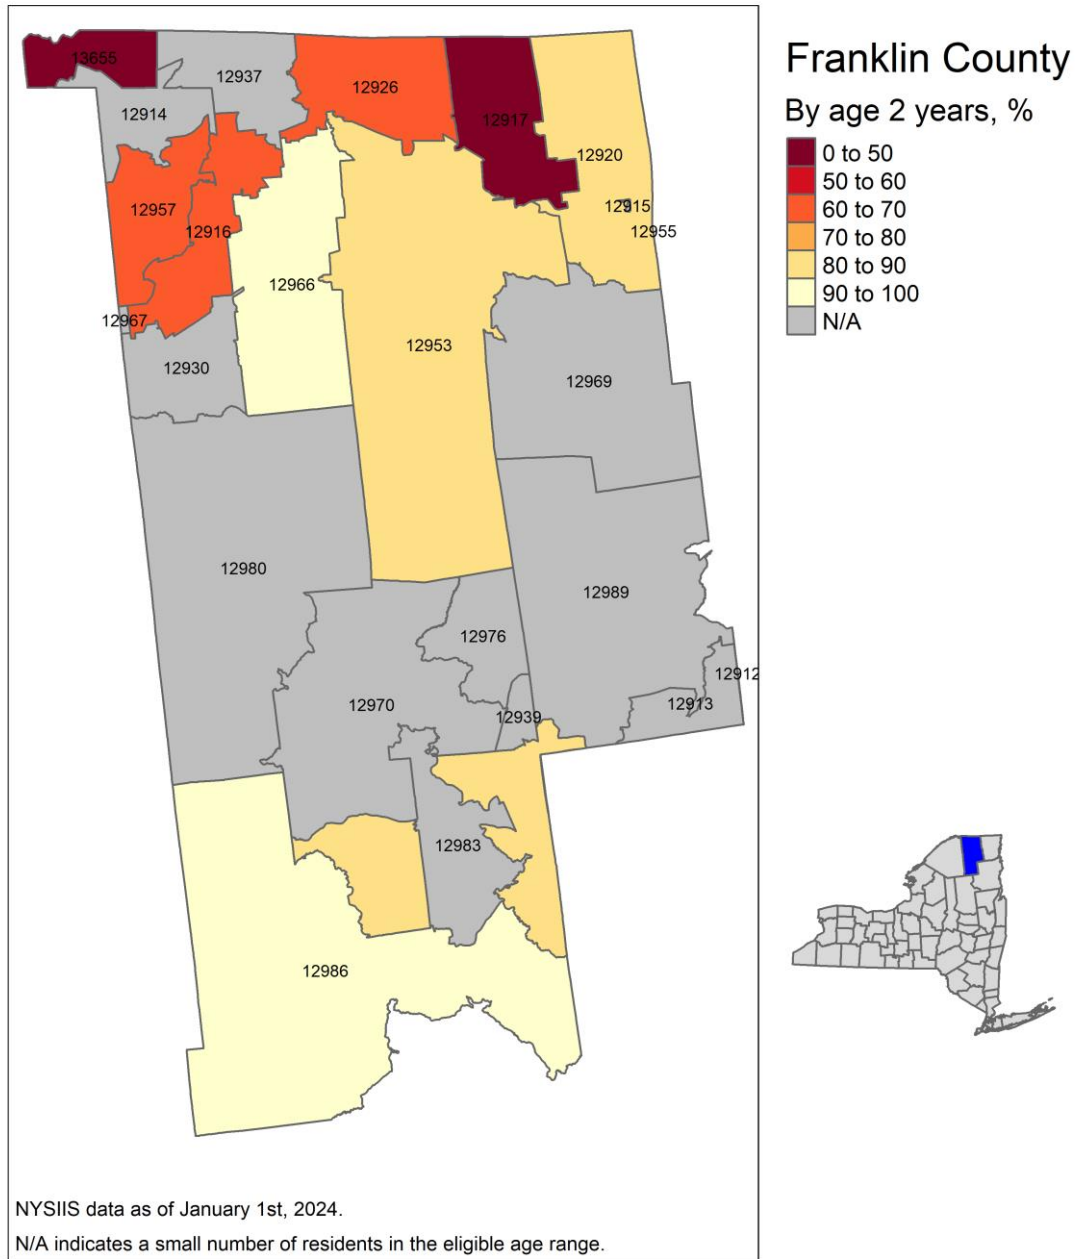 Franklin County
By age 2 years, %
0 to 50
50 to 60
60 to 70
70 to 80
80 to 90
90 to 100
N/A
13655
12937
12926
12914
12917
12920
12957
12915
12916
12955
12966
12967
12953
12930
12969
12980
12989
12976
12912
12970
12913
12939
12983
12986
NYSIIS data as of January 1st, 2024.
N/A indicates a small number of residents in the eligible age range.